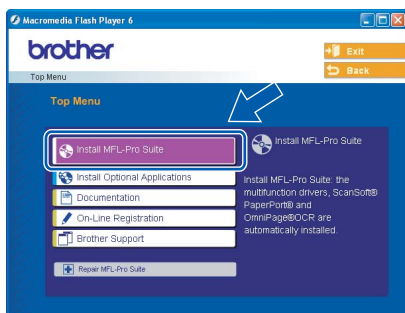 Macromedia Flash Player 6
brother
Exit
Back
Top Menu
Top Menu
Install MFL-Pro Suite
Install Optional Applications
Documentation
On-Line Registration
Brother Support
Repair MFL-Pro Suite
Install MFL-Pro Suite
Install MFL-Pro Suite: the
multifunction drivers, ScanSoft®
PaperPort® and
OmniPage®OCR are
automatically installed.